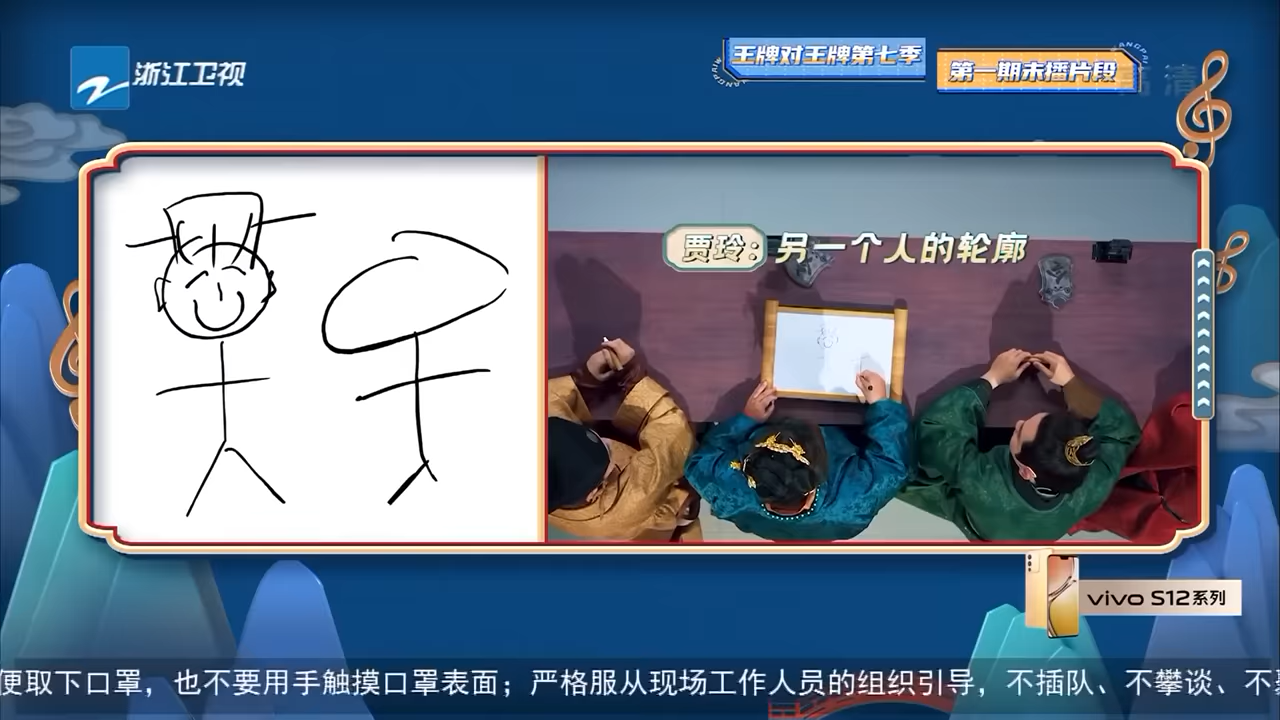 浙江卫视
王牌对王牌第七季
第一期未播片段
高清
贾玲：另一个人的轮廓
vivo S12系列
便取下口罩，也不要用手触摸口罩表面；严格服从现场工作人员的组织引导，不插队、不攀谈、不